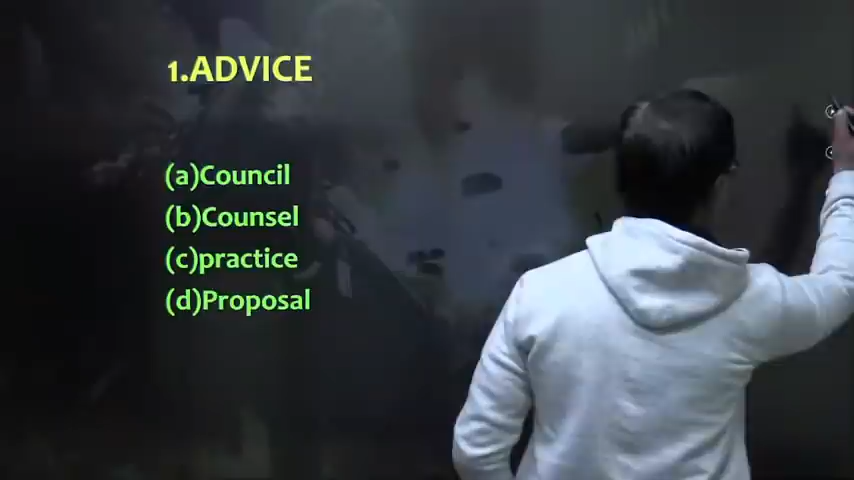 1.ADVICE
(a)Council
(b)Counsel
(c)practice
(d)Proposal